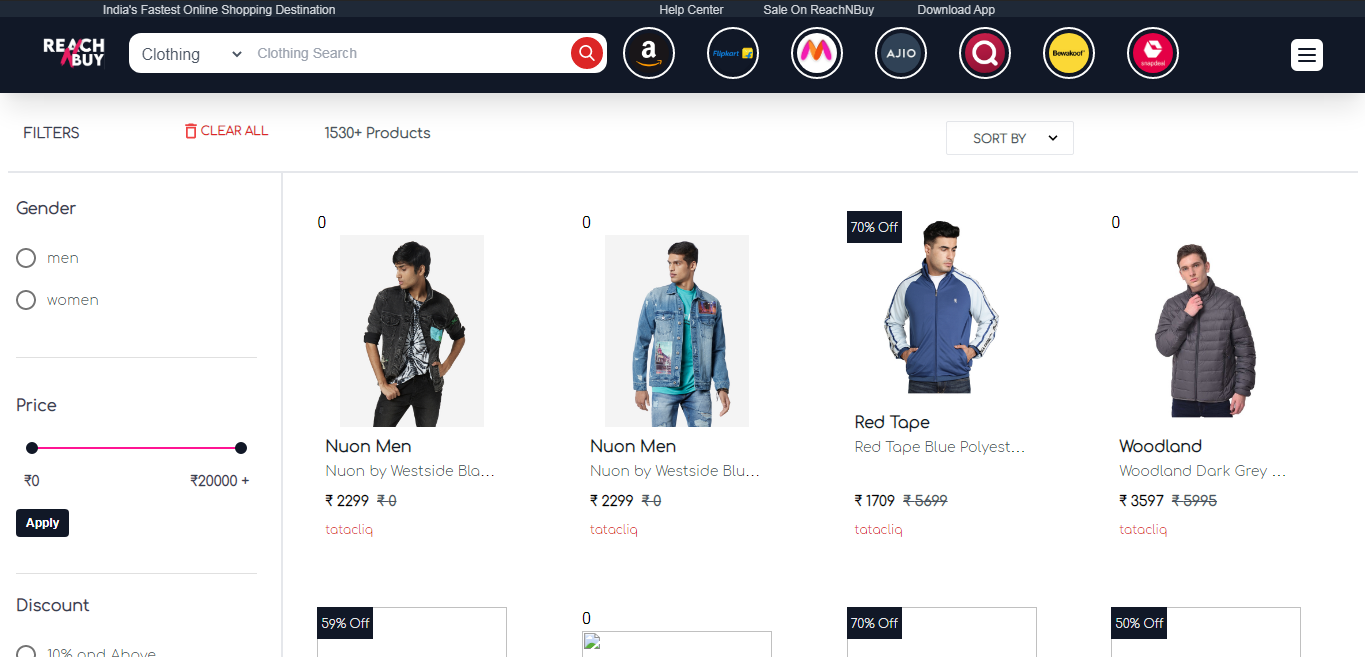 India's Fastest Online Shopping Destination
Help Center
Sale On ReachNBuy
Download App
REACH
N BUY
Clothing
Clothing Search
a
Flipkart
M
AJIO
Q
Bewakoof
snapdeal
FILTERS
CLEAR ALL
1530+ Products
SORT BY
Gender
men
women
Price
₹0
₹20000 +
Apply
Discount
10% and Above
0
Nuon Men
Nuon by Westside Bla...
₹ 2299 ₹ 0
tatacliq
0
Nuon Men
Nuon by Westside Blu...
₹ 2299 ₹ 0
tatacliq
70% Off
Red Tape
Red Tape Blue Polyest...
₹ 1709 ₹ 5699
tatacliq
0
Woodland
Woodland Dark Grey ...
₹ 3597 ₹ 5995
tatacliq
59% Off
0
70% Off
50% Off